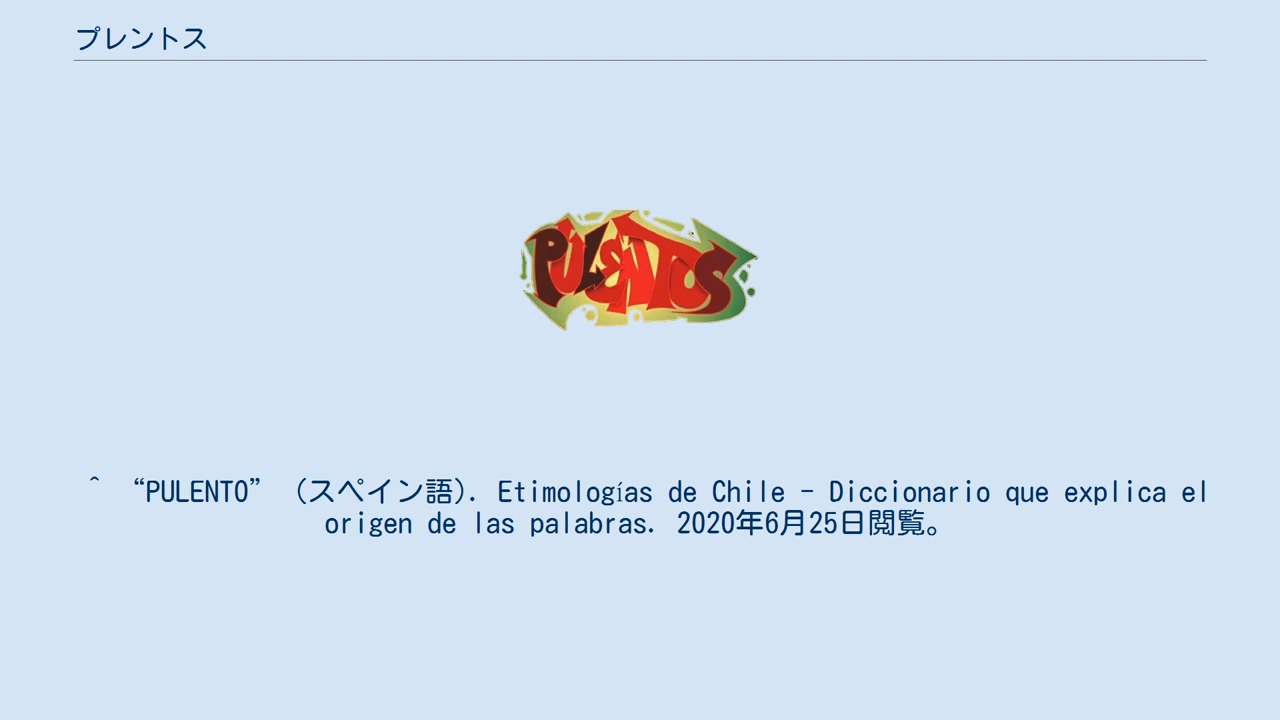 プレントス
PULENTOS
^ “PULENTO” (スペイン語). Etimologías de Chile - Diccionario que explica el
origen de las palabras. 2020年6月25日閲覧。